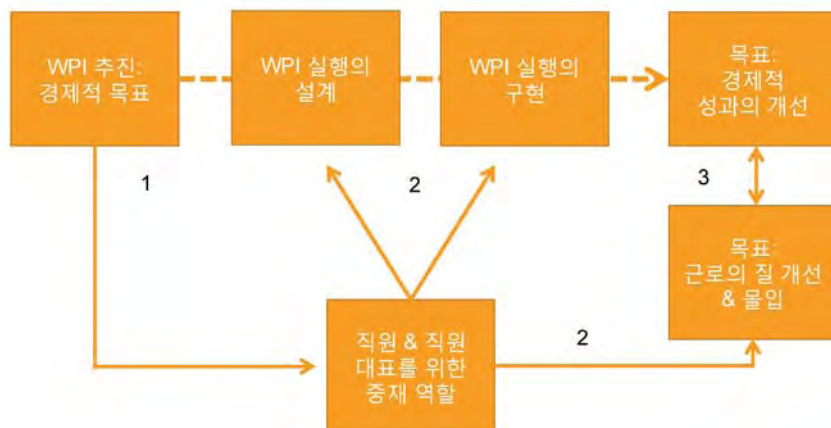 WPI 추진:
경제적 목표
WPI 실행의
설계
WPI 실행의
구현
목표:
경제적
성과의 개선
1
2
3
목표:
근로의 질 개선
& 몰입
직원 & 직원
대표를 위한
중재 역할
2